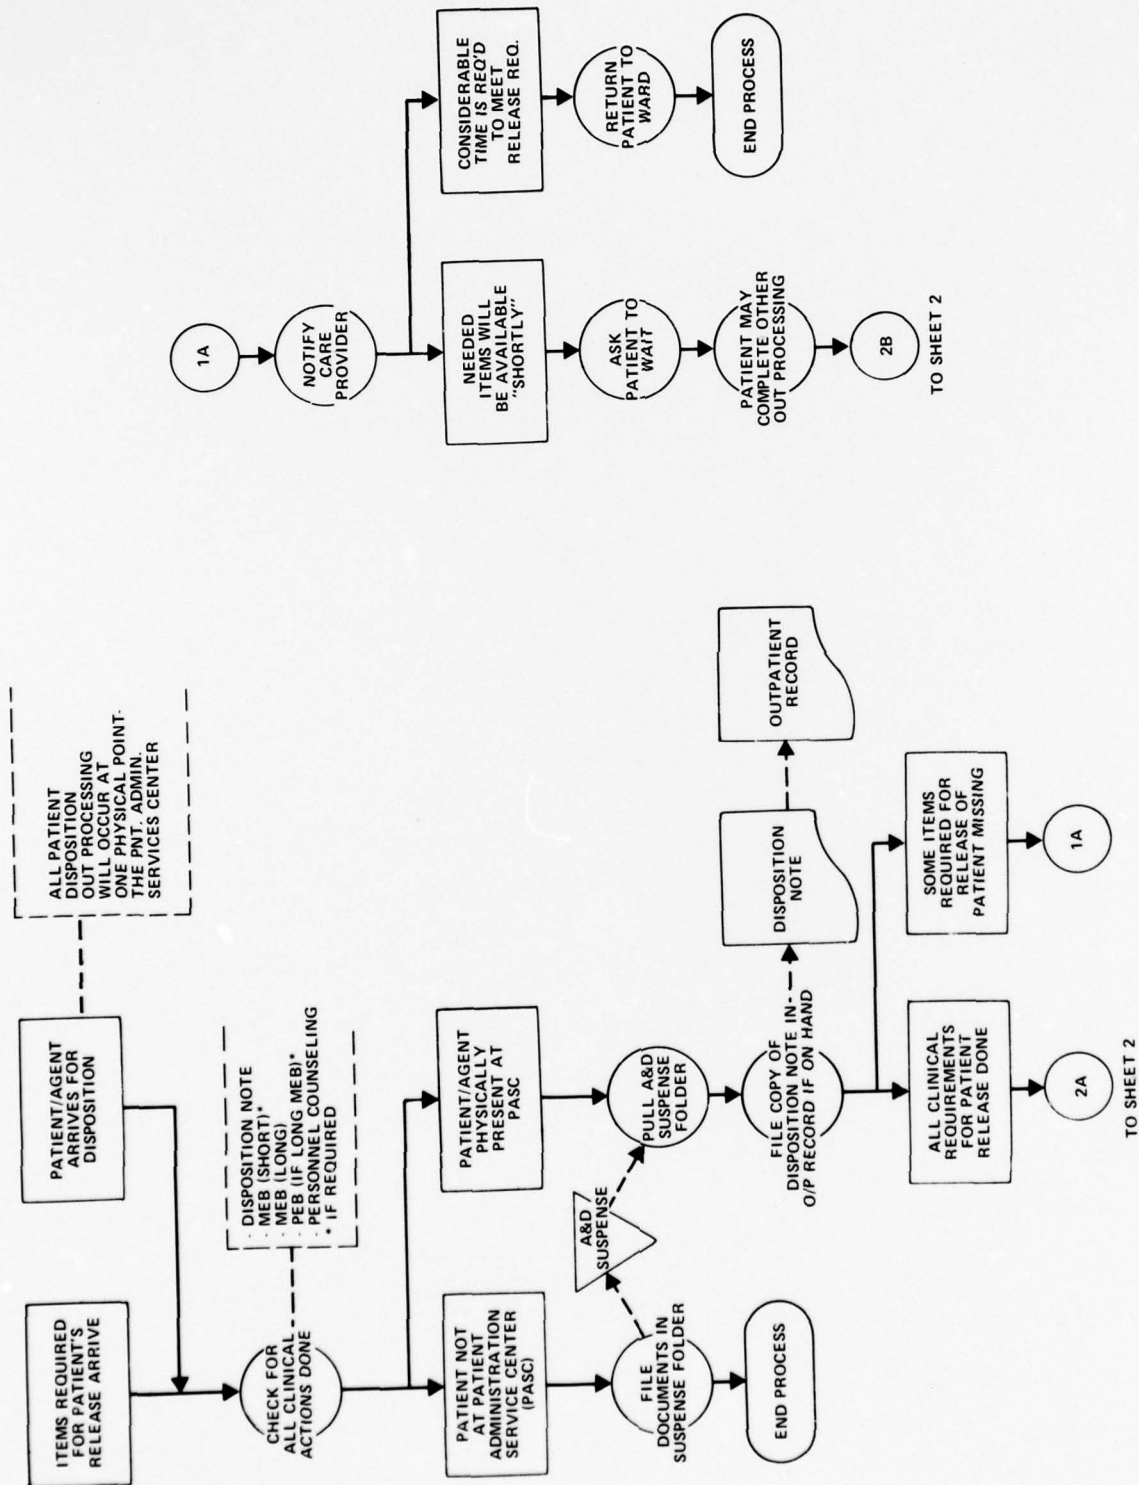 ITEMS REQUIRED
FOR PATIENT'S
RELEASE ARRIVE
PATIENT/AGENT
ARRIVES FOR
DISPOSITION
ALL PATIENT
DISPOSITION
OUT PROCESSING
WILL OCCUR AT
ONE PHYSICAL POINT-
THE PNT. ADMIN.
SERVICES CENTER
CHECK FOR
ALL CLINICAL
ACTIONS DONE
· DISPOSITION NOTE
· MEB (SHORT)*
· MEB (LONG)
· PEB (IF LONG MEB)*
· PERSONNEL COUNSELING
* IF REQUIRED
PATIENT NOT
AT PATIENT
ADMINISTRATION
SERVICE CENTER
(PASC)
PATIENT/AGENT
PHYSICALLY
PRESENT AT
PASC
FILE
DOCUMENTS IN
SUSPENSE FOLDER
A&D
SUSPENSE
PULL A&D
SUSPENSE
FOLDER
END PROCESS
FILE COPY OF
DISPOSITION NOTE IN
O/P RECORD IF ON HAND
DISPOSITION
NOTE
OUTPATIENT
RECORD
ALL CLINICAL
REQUIREMENTS
FOR PATIENT
RELEASE DONE
SOME ITEMS
REQUIRED FOR
RELEASE OF
PATIENT MISSING
2A
1A
TO SHEET 2
1A
NOTIFY
CARE
PROVIDER
NEEDED
ITEMS WILL
BE AVAILABLE
"SHORTLY"
CONSIDERABLE
TIME IS REQ'D
TO MEET
RELEASE REQ.
ASK
PATIENT TO
WAIT
RETURN
PATIENT TO
WARD
PATIENT MAY
COMPLETE OTHER
OUT PROCESSING
END PROCESS
2B
TO SHEET 2